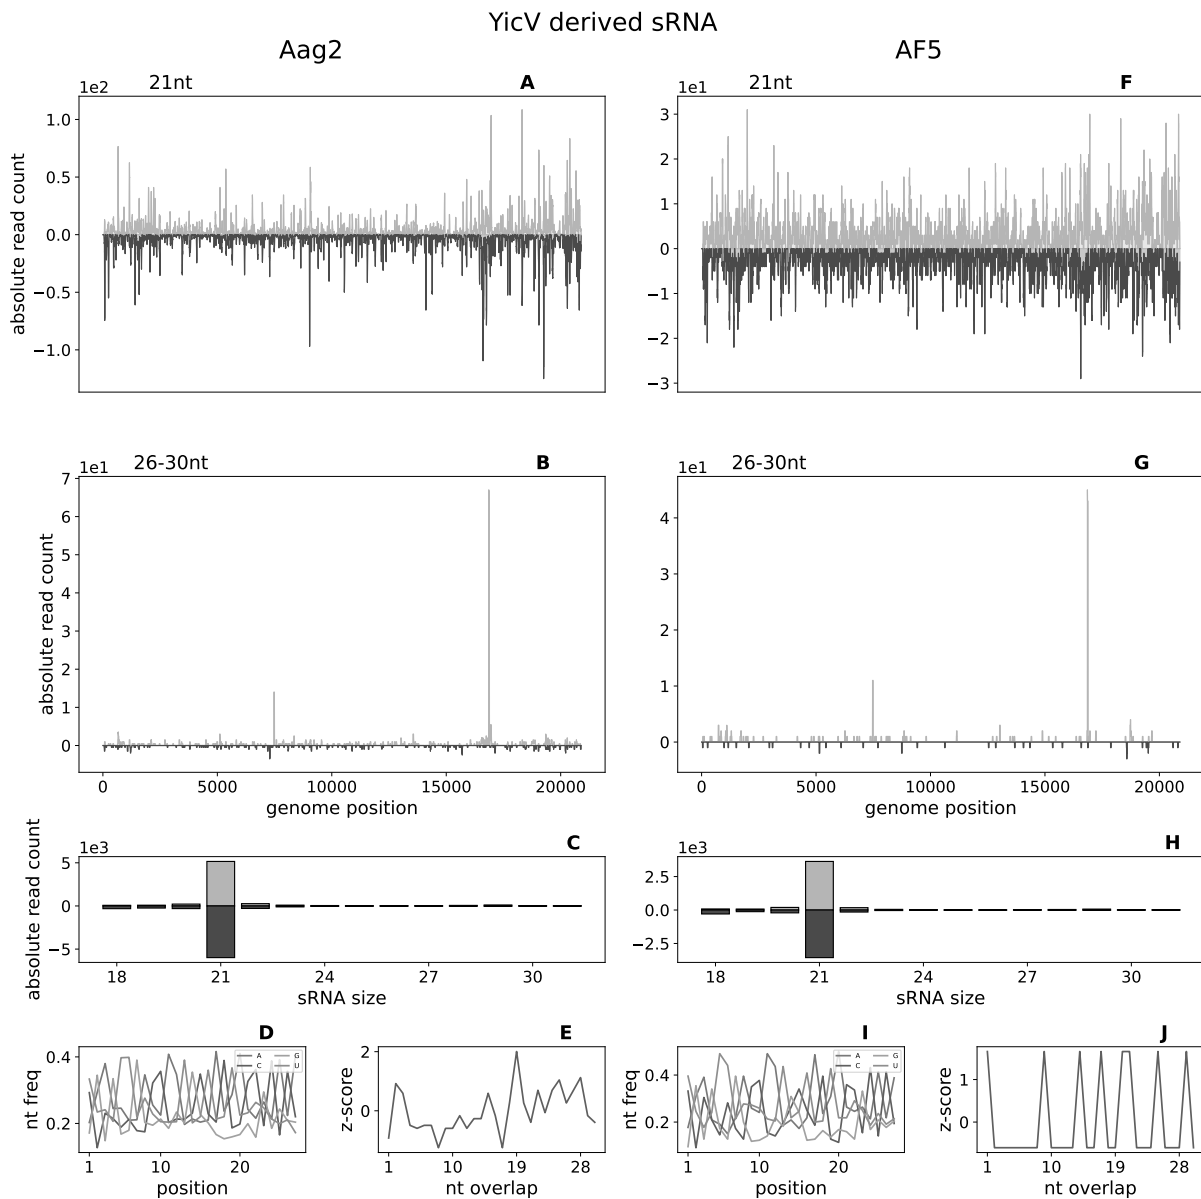 YicV derived sRNA
Aag2
AF5
1e2
21nt
A
1e1
21nt
F
absolute read count
1.0
0.5
0.0
−0.5
−1.0
3
2
1
0
−1
−2
−3
1e1
26-30nt
B
1e1
26-30nt
G
absolute read count
7
6
5
4
3
2
1
0
4
3
2
1
0
0 5000 10000 15000 20000
genome position
0 5000 10000 15000 20000
genome position
1e3
C
1e3
H
absolute read count
5
0
−5
2.5
0.0
−2.5
18 21 24 27 30
sRNA size
18 21 24 27 30
sRNA size
D
E
I
J
nt freq
0.4
0.2
A G
C U
1 10 20
position
z-score
2
0
1 10 19 28
nt overlap
nt freq
0.4
0.2
A G
C U
1 10 20
position
z-score
1
0
1 10 19 28
nt overlap